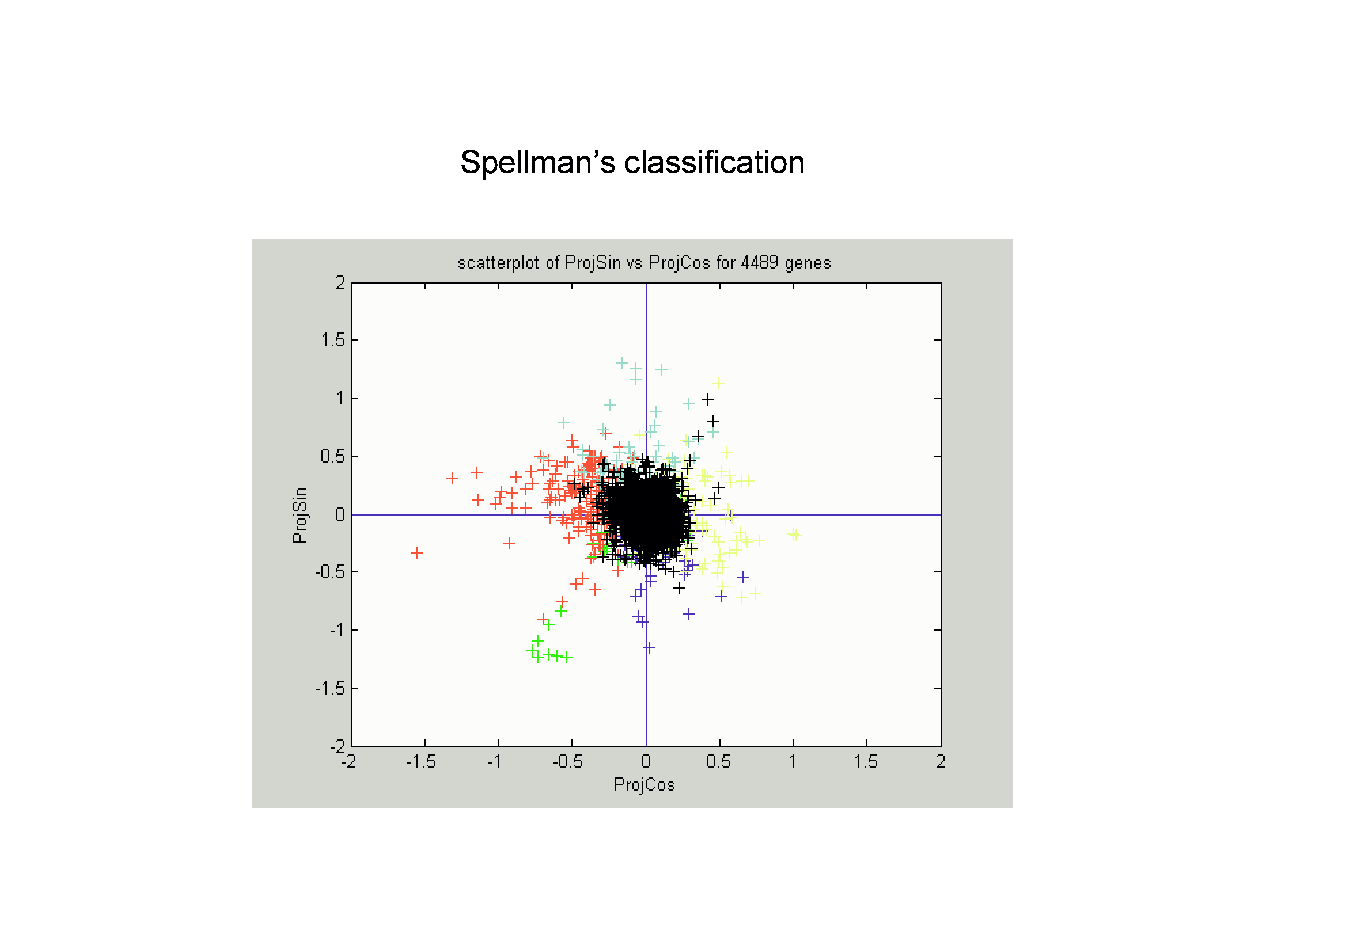 Spellman’s classification
scatterplot of ProjSin vs ProjCos for 4489 genes
2
1.5
1
0.5
0
-0.5
-1
-1.5
-2
ProjSin
-2 -1.5 -1 -0.5 0 0.5 1 1.5 2
ProjCos